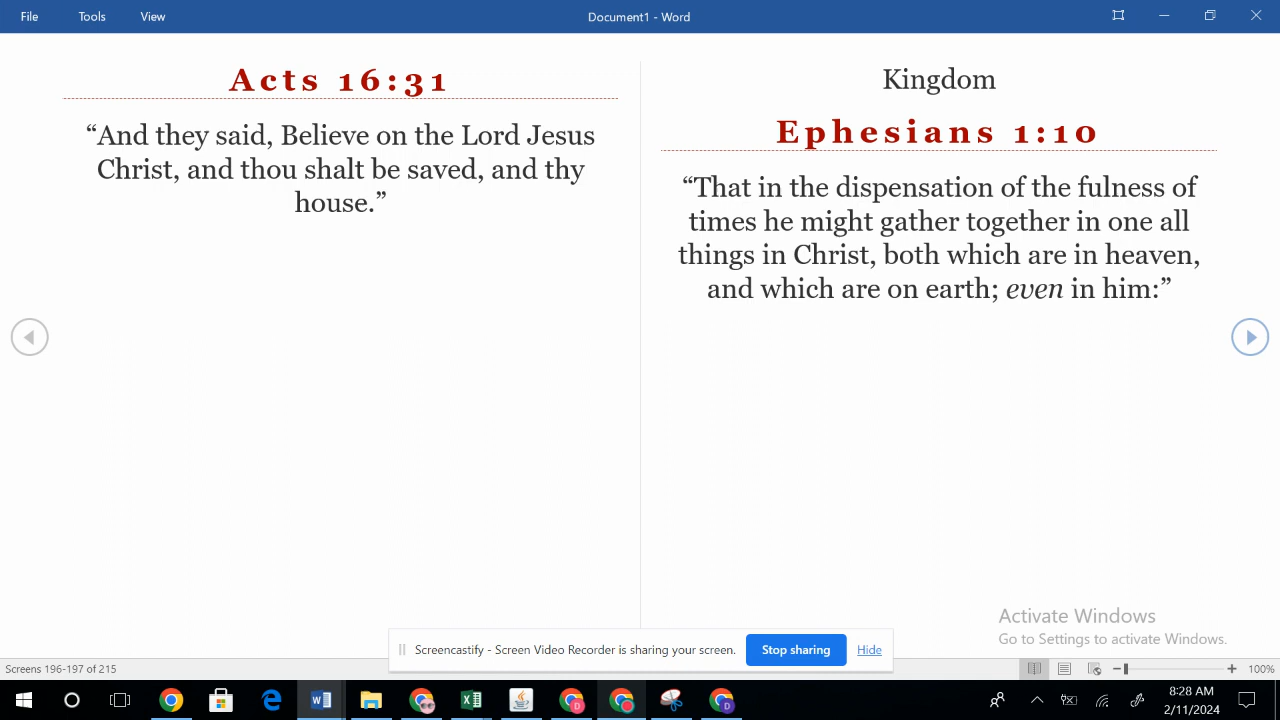 File Tools View Document1 - Word
Acts 16:31
“And they said, Believe on the Lord Jesus
Christ, and thou shalt be saved, and thy
house.”
Kingdom
Ephesians 1:10
“That in the dispensation of the fulness of
times he might gather together in one all
things in Christ, both which are in heaven,
and which are on earth; even in him:”
Activate Windows
Go to Settings to activate Windows.
Screencastify - Screen Video Recorder is sharing your screen. Stop sharing Hide
Screens 196-197 of 215 100%
8:28 AM
2/11/2024